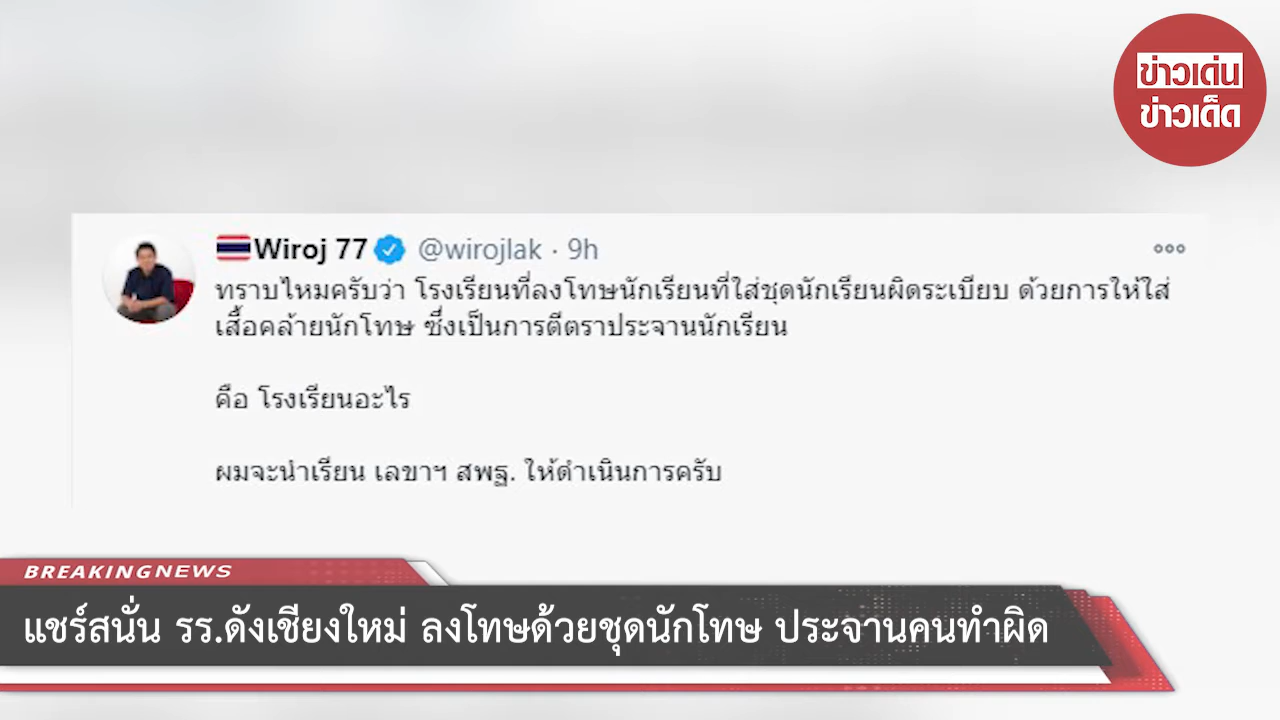 ข่าวเด่น
ข่าวเด็ด
Wiroj 77 @wirojlak · 9h
ทราบไหมครับว่า โรงเรียนที่ลงโทษนักเรียนที่ใส่ชุดนักเรียนผิดระเบียบ ด้วยการให้ใส่
เสื้อคล้ายนักโทษ ซึ่งเป็นการตีตราประจานนักเรียน
คือ โรงเรียนอะไร
ผมจะนำเรียน เลขาฯ สพฐ. ให้ดำเนินการครับ
BREAKINGNEWS
แชร์สนั่น รร.ดังเชียงใหม่ ลงโทษด้วยชุดนักโทษ ประจานคนทำผิด